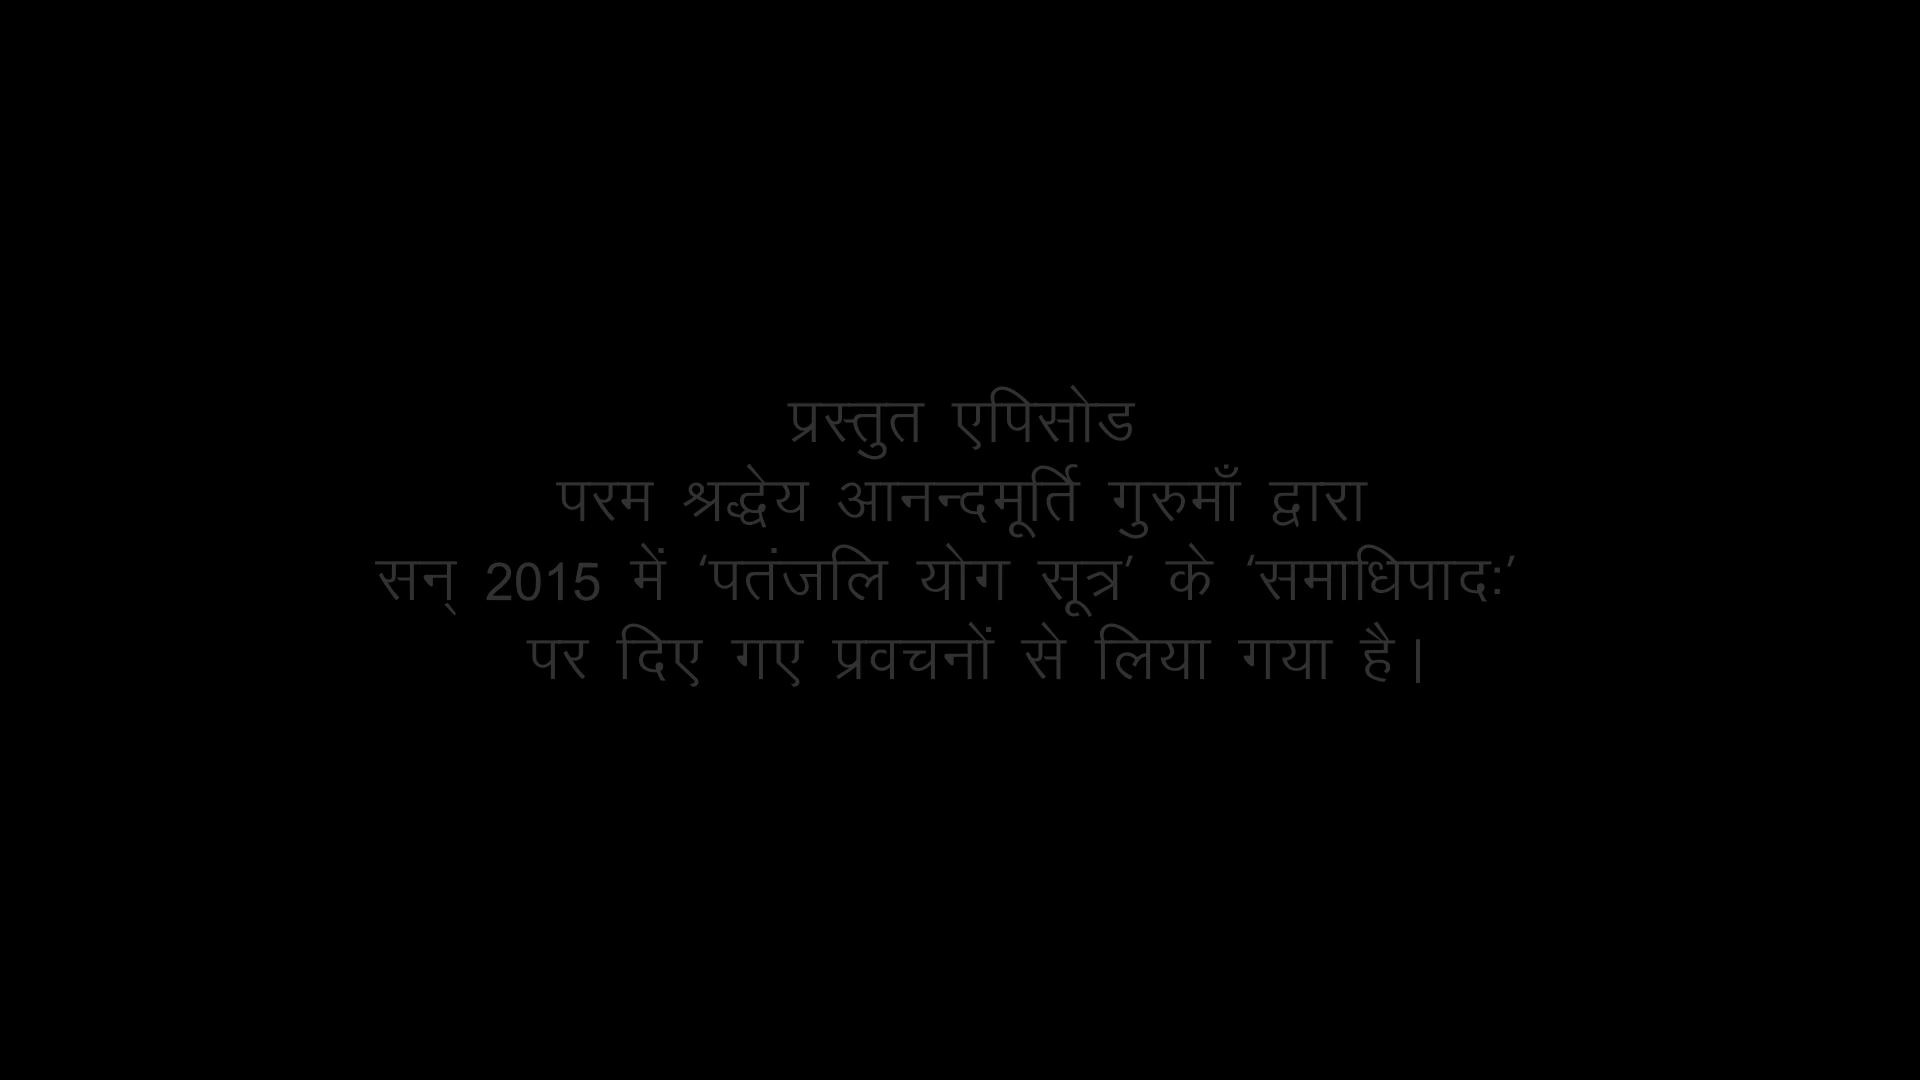 प्रस्तुत एपिसोड
परम श्रद्धेय आनन्दमूर्ति गुरुमाँ द्वारा
सन् 2015 में ‘पतंजलि योग सूत्र’ के ‘समाधिपादः’
पर दिए गए प्रवचनों से लिया गया है।